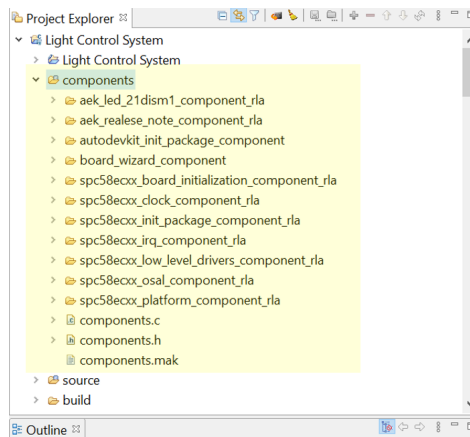 Project Explorer
Light Control System
Light Control System
components
aek_led_21dism1_component_rla
aek_realese_note_component_rla
autodevkit_init_package_component
board_wizard_component
spc58ecxx_board_initialization_component_rla
spc58ecxx_clock_component_rla
spc58ecxx_init_package_component_rla
spc58ecxx_irq_component_rla
spc58ecxx_low_level_drivers_component_rla
spc58ecxx_osal_component_rla
spc58ecxx_platform_component_rla
components.c
components.h
components.mak
source
build
Outline